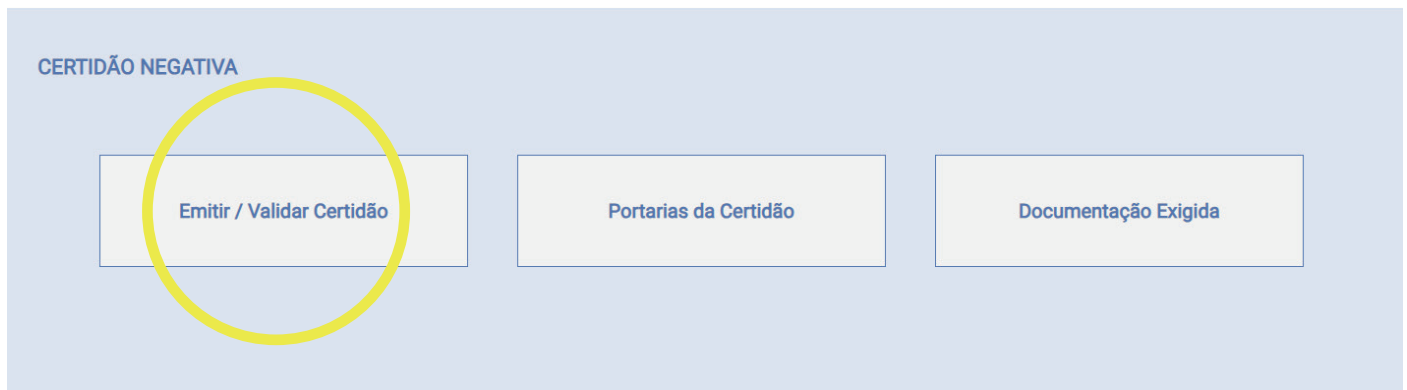 CERTIDÃO NEGATIVA
Emitir / Validar Certidão
Portarias da Certidão
Documentação Exigida